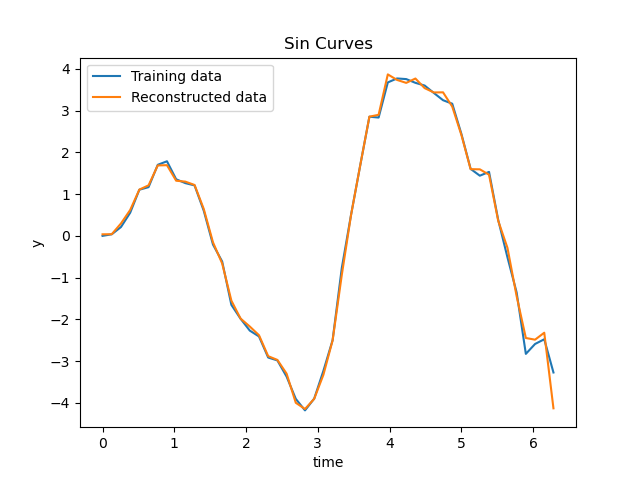 Sin Curves
Training data
Reconstructed data
4
3
2
1
0
−1
−2
−3
−4
y
0 1 2 3 4 5 6
time